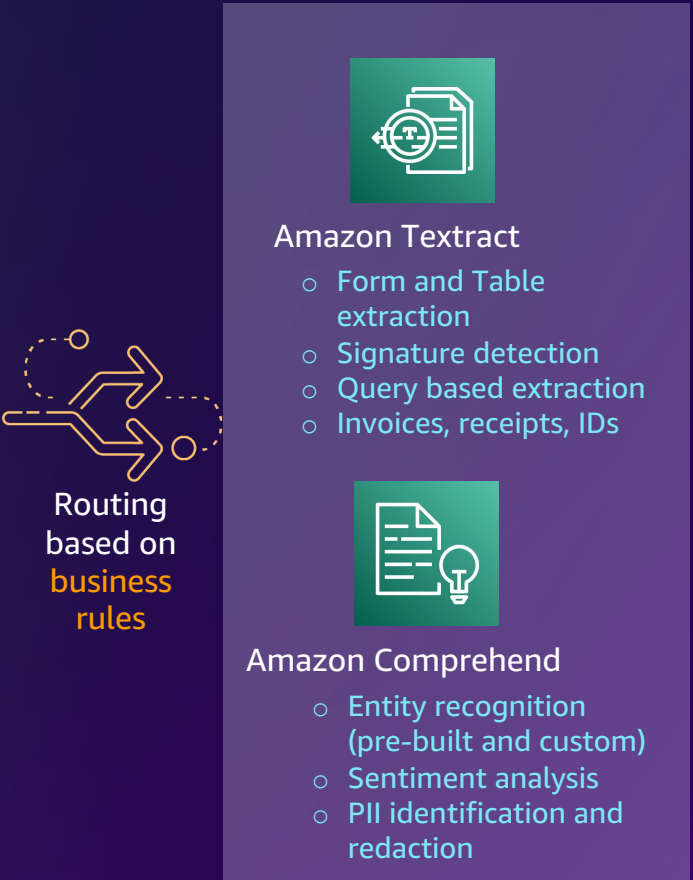 Routing
based on
business
rules
Amazon Textract
○ Form and Table
extraction
○ Signature detection
○ Query based extraction
○ Invoices, receipts, IDs
Amazon Comprehend
○ Entity recognition
(pre-built and custom)
○ Sentiment analysis
○ PII identification and
redaction